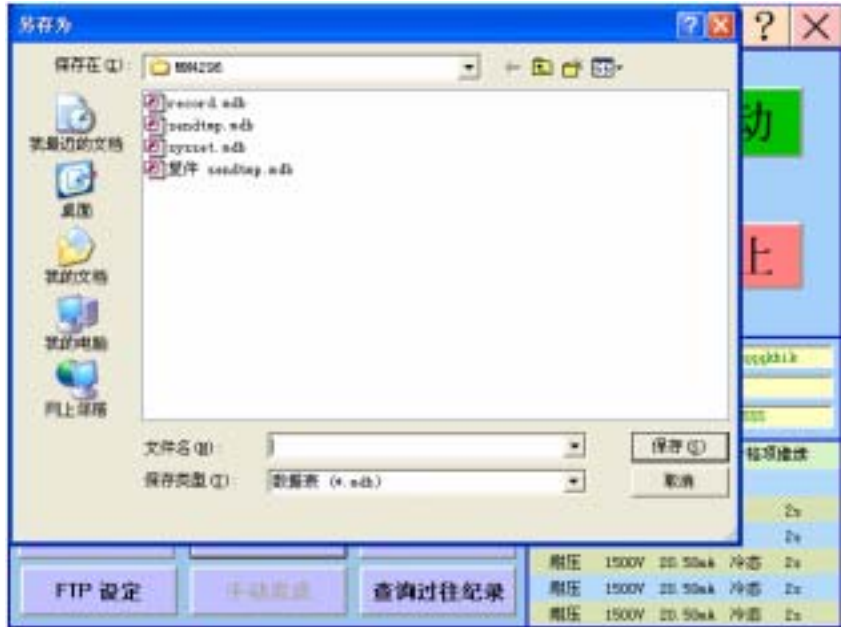 另存为
?
保存在(I):
MN4296
record.mdb
sendtmp.mdb
sysset.mdb
复件 sendtmp.mdb
我最近的文档
桌面
我的文档
我的电脑
网上邻居
文件名(N):
保存(S)
保存类型(T):
数据表 (*.mdb)
取消
动
上
2s
2s
耐压 1500V 20.50mA 冷态 2s
耐压 1500V 20.50mA 冷态 2s
耐压 1500V 20.50mA 冷态 2s
FTP 设定
查询过往纪录